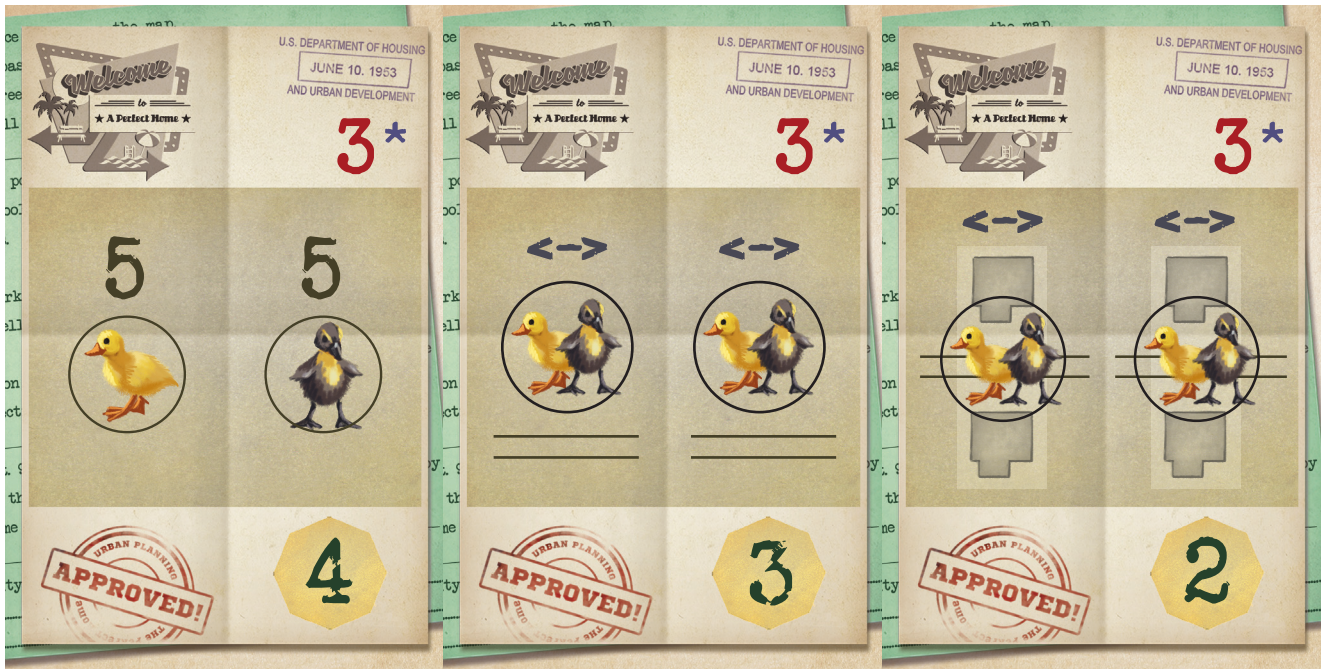 the map
the map
the map
U.S. DEPARTMENT OF HOUSING
JUNE 10. 1953
AND URBAN DEVELOPMENT
Welcome
to
★ A Perfect Home ★
3*
5 5
<-->
URBAN PLANNING
APPROVED!
4
U.S. DEPARTMENT OF HOUSING
JUNE 10. 1953
AND URBAN DEVELOPMENT
Welcome
to
★ A Perfect Home ★
3*
<–> <–>
URBAN PLANNING
APPROVED!
3
U.S. DEPARTMENT OF HOUSING
JUNE 10. 1953
AND URBAN DEVELOPMENT
Welcome
to
★ A Perfect Home ★
3*
<–> <–>
URBAN PLANNING
APPROVED!
2